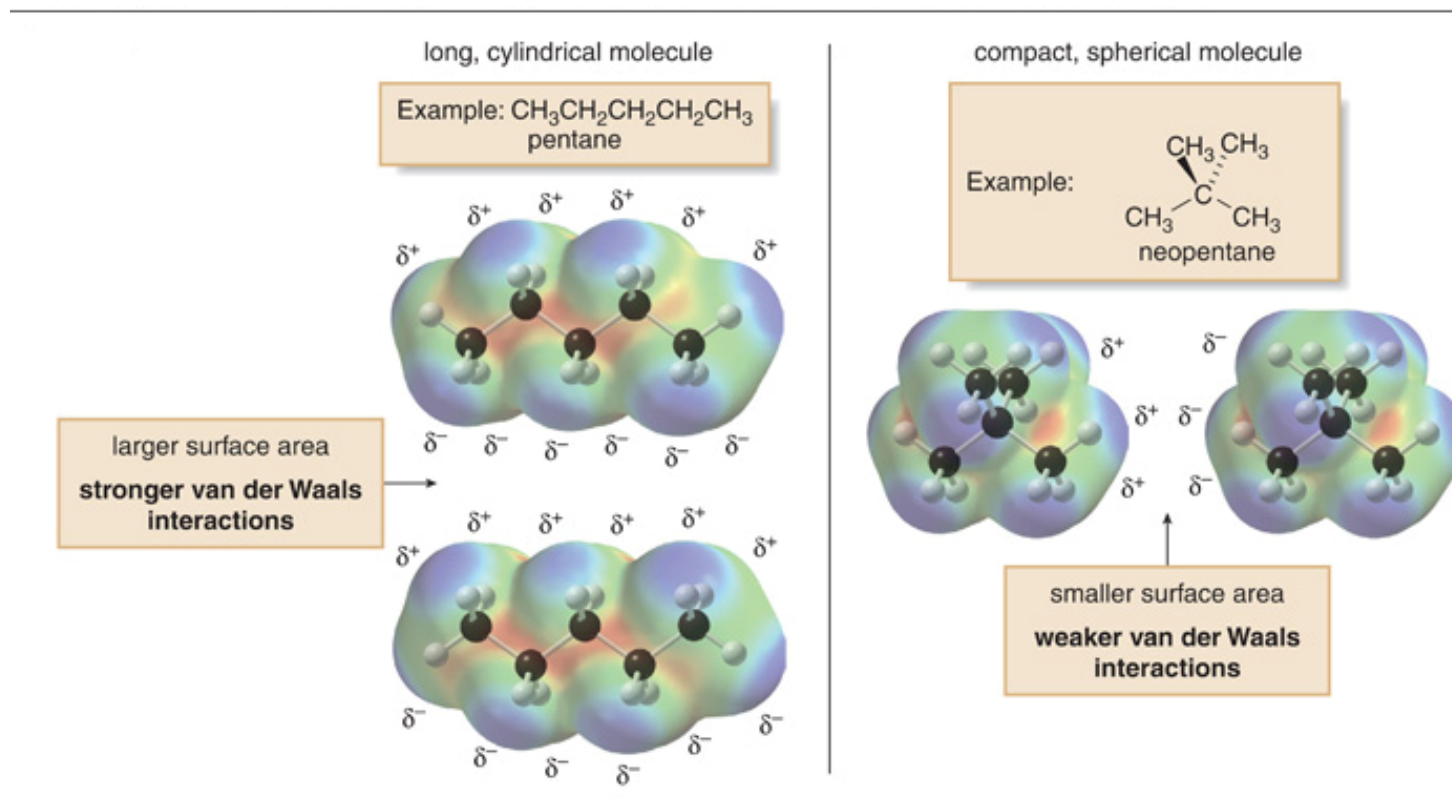 long, cylindrical molecule
Example: CH₃CH₂CH₂CH₂CH₃
pentane
δ⁺ δ⁺ δ⁺ δ⁺ δ⁺ δ⁺
δ⁻ δ⁻ δ⁻ δ⁻ δ⁻ δ⁻
larger surface area
stronger van der Waals
interactions
δ⁺ δ⁺ δ⁺ δ⁺ δ⁺ δ⁺
δ⁻ δ⁻ δ⁻ δ⁻ δ⁻ δ⁻
compact, spherical molecule
CH₃ CH₃
Example:
C
CH₃ CH₃
neopentane
δ⁺ δ⁻
δ⁺ δ⁻
δ⁺ δ⁻
smaller surface area
weaker van der Waals
interactions